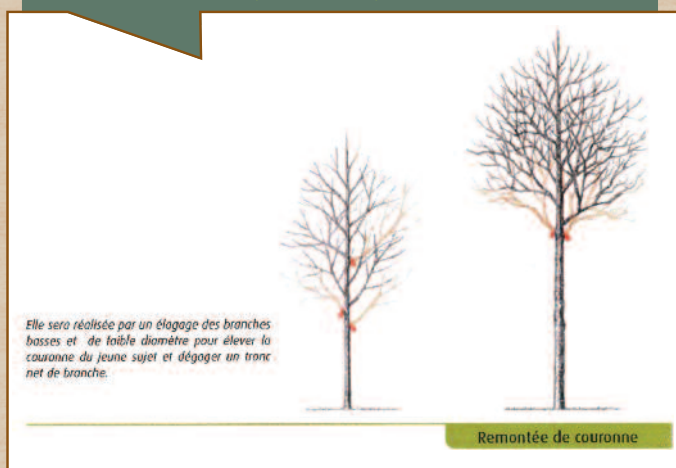 Elle sera réalisée par un élagage des branches
basses et de faible diamètre pour élever la
couronne du jeune sujet et dégager un tronc
net de branche.
Remontée de couronne